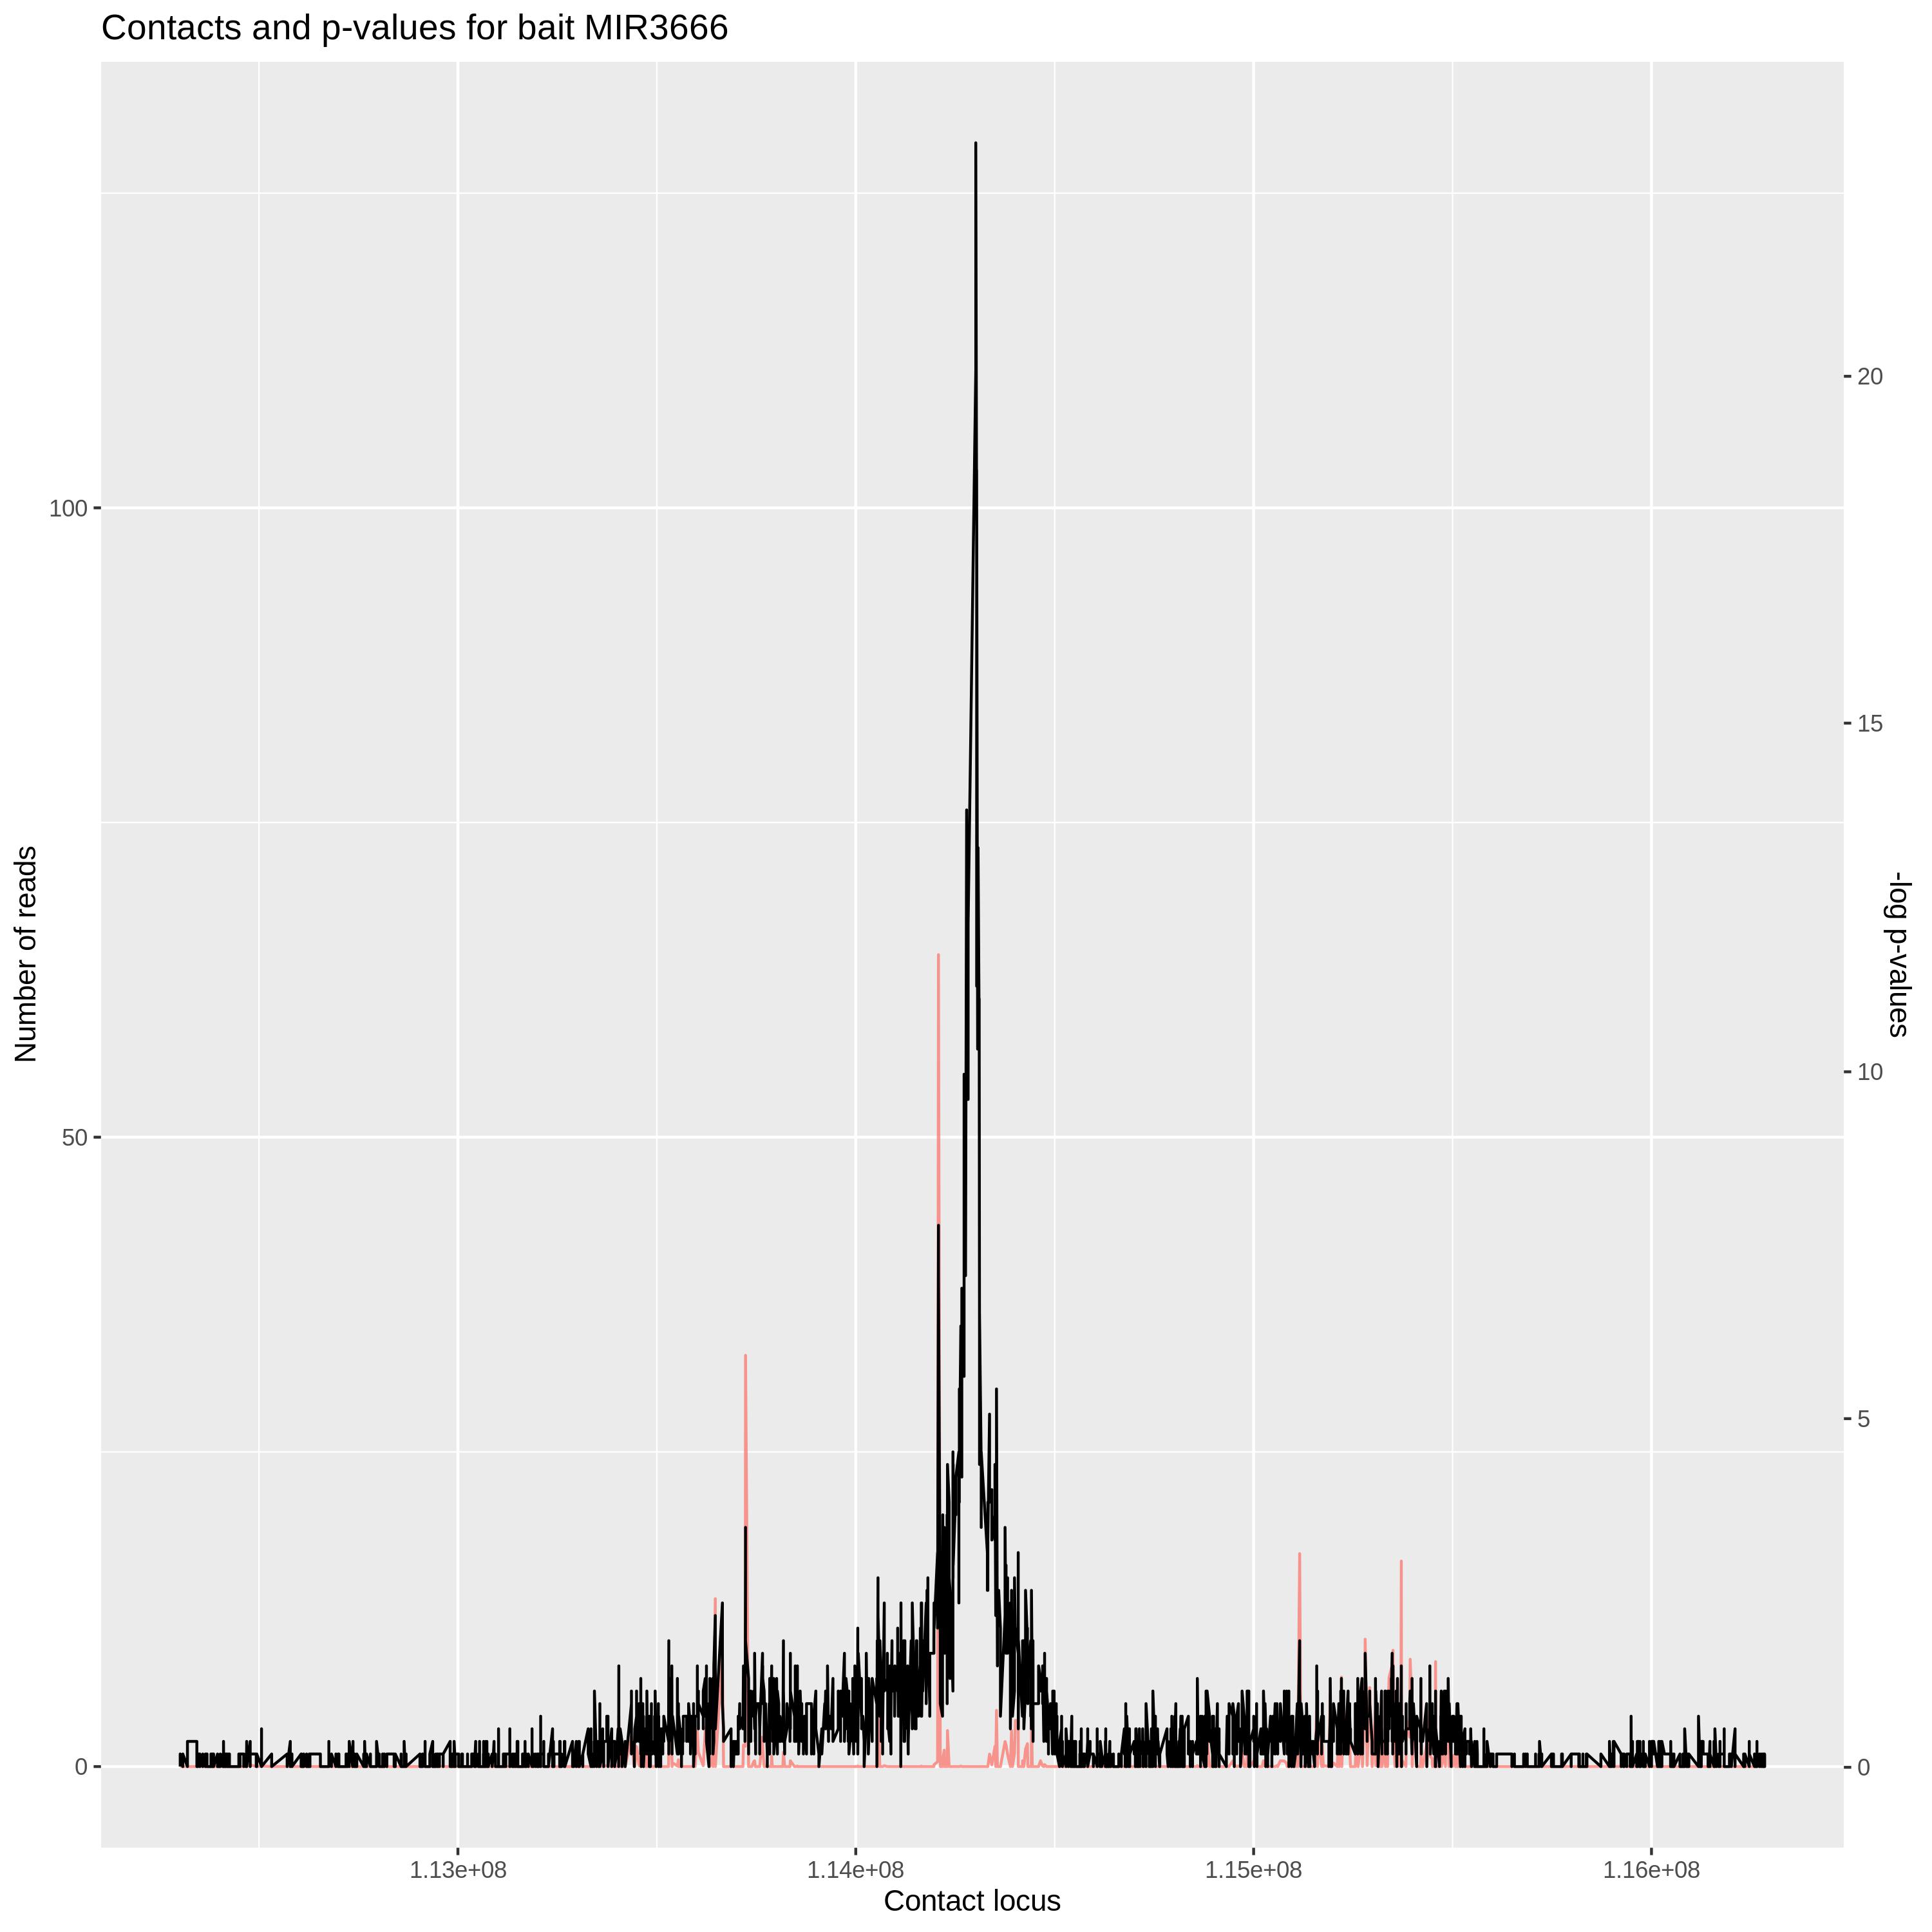 Contacts and p-values for bait MIR3666
Number of reads
100
50
0
20
15
10
5
0
-log p-values
1.13e+08
1.14e+08
1.15e+08
1.16e+08
Contact locus